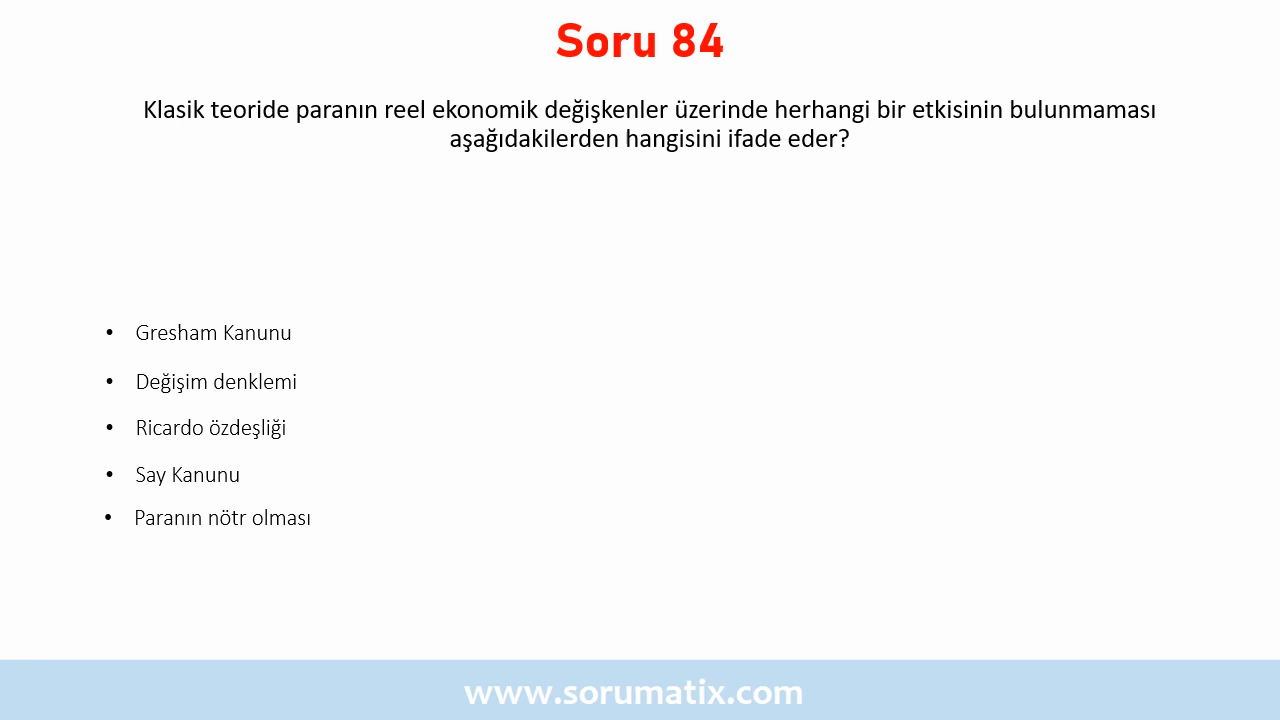 Soru 84
Klasik teoride paranın reel ekonomik değişkenler üzerinde herhangi bir etkisinin bulunmaması
aşağıdakilerden hangisini ifade eder?
• Gresham Kanunu
• Değişim denklemi
• Ricardo özdeşliği
• Say Kanunu
• Paranın nötr olması
www.sorumatix.com